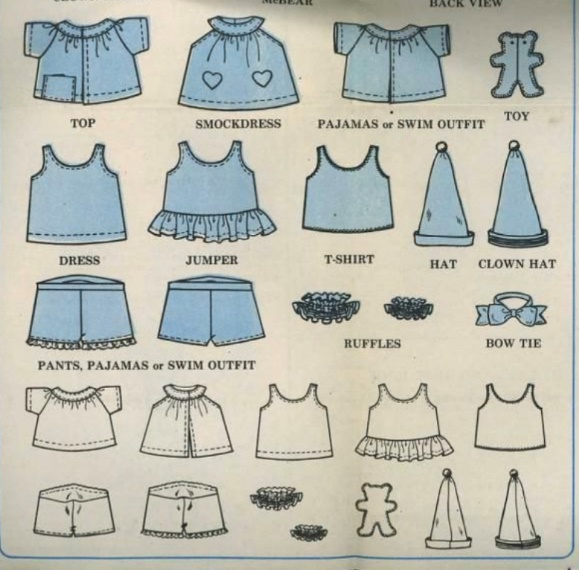 McBEAR
BACK VIEW
TOP
SMOCKDRESS
PAJAMAS or SWIM OUTFIT
TOY
DRESS
JUMPER
T-SHIRT
HAT
CLOWN HAT
RUFFLES
BOW TIE
PANTS, PAJAMAS or SWIM OUTFIT